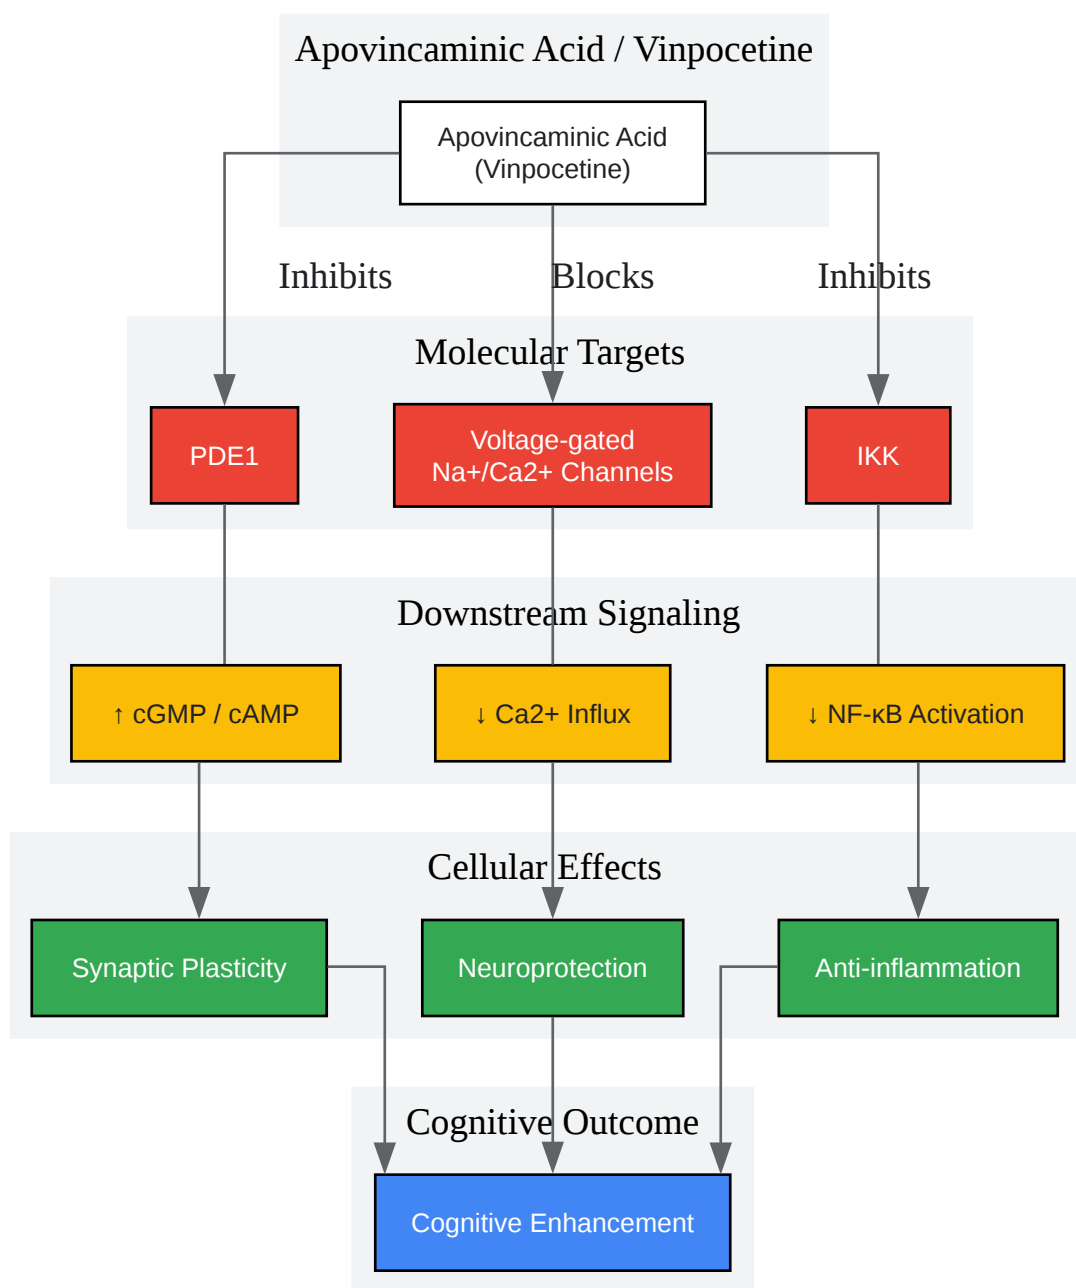 Apovincaminic Acid / Vinpocetine
Apovincaminic Acid
(Vinpocetine)
Inhibits
Blocks
Inhibits
Molecular Targets
PDE1
Voltage-gated
Na+/Ca2+ Channels
IKK
Downstream Signaling
↑ cGMP / cAMP
↓ Ca2+ Influx
↓ NF-κB Activation
Cellular Effects
Synaptic Plasticity
Neuroprotection
Anti-inflammation
Cognitive Outcome
Cognitive Enhancement